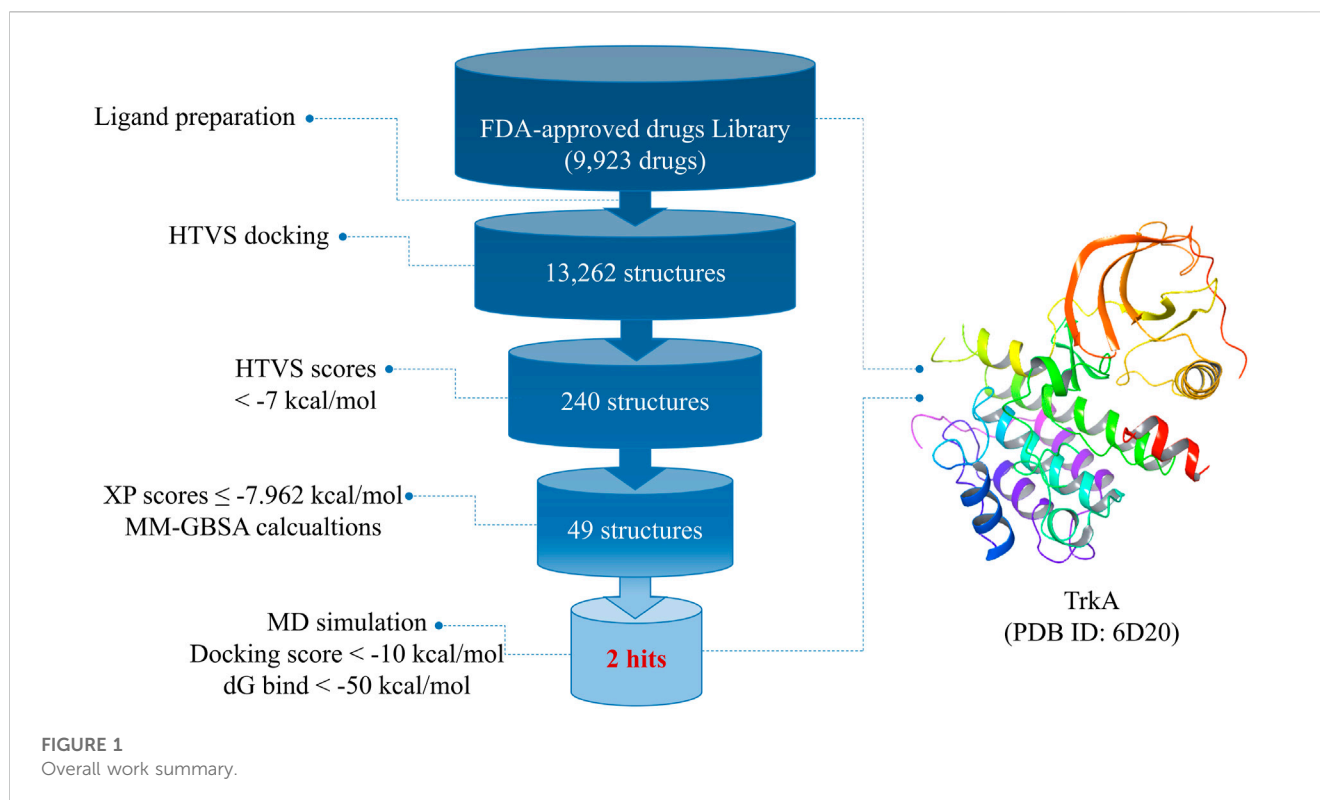 Ligand preparation
FDA-approved drugs Library
(9,923 drugs)
HTVS docking
13,262 structures
HTVS scores
< -7 kcal/mol
240 structures
XP scores ≤ -7.962 kcal/mol
MM-GBSA calcualtions
49 structures
MD simulation
Docking score < -10 kcal/mol
dG bind < -50 kcal/mol
2 hits
TrkA
(PDB ID: 6D20)
FIGURE 1
Overall work summary.